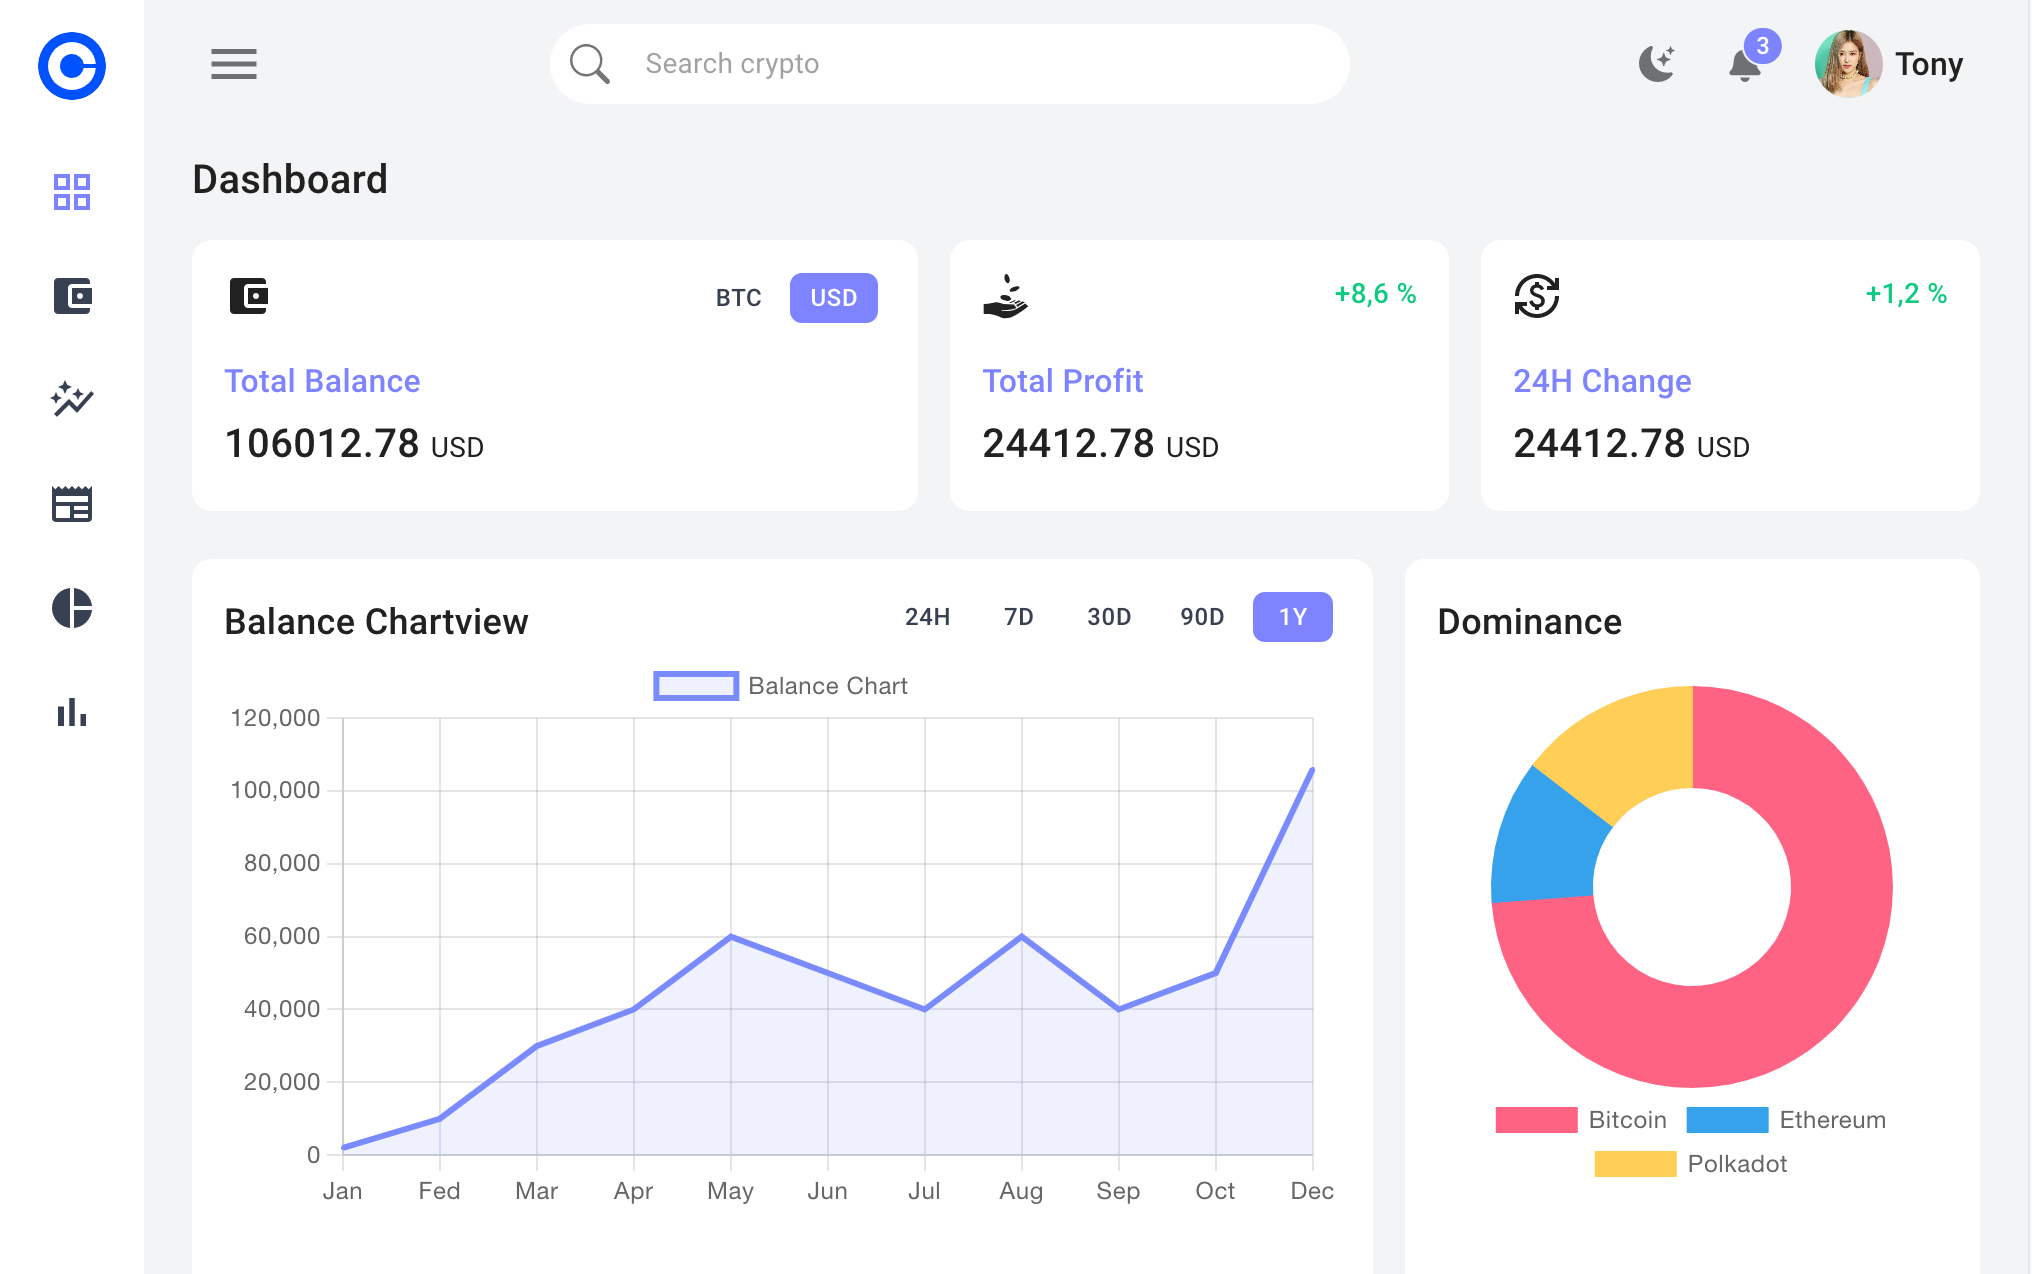 Search crypto
3
Tony
Dashboard
BTC USD
Total Balance
106012.78 USD
+8,6 %
Total Profit
24412.78 USD
+1,2 %
24H Change
24412.78 USD
Balance Chartview
24H 7D 30D 90D 1Y
Balance Chart
120,000
100,000
80,000
60,000
40,000
20,000
0
Jan Fed Mar Apr May Jun Jul Aug Sep Oct Dec
Dominance
Bitcoin Ethereum
Polkadot